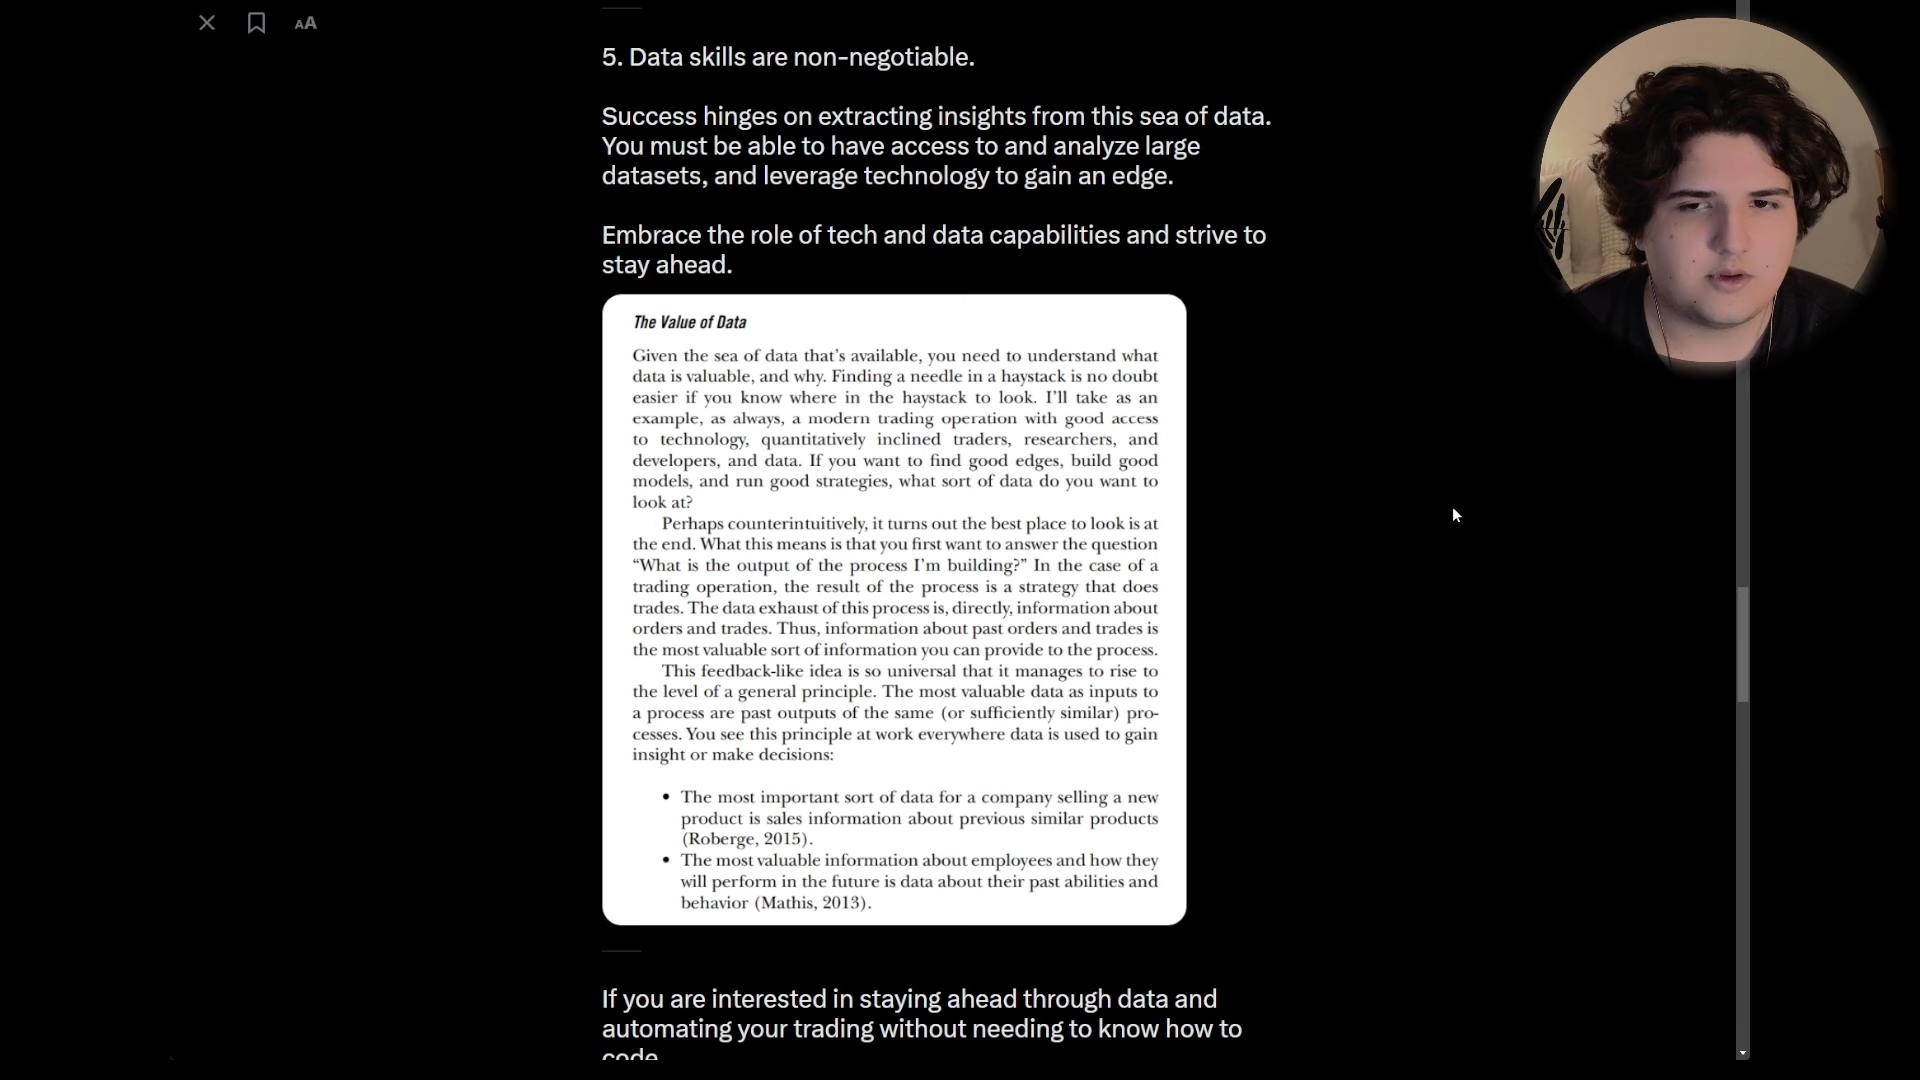 AA
5. Data skills are non-negotiable.
Success hinges on extracting insights from this sea of data.
You must be able to have access to and analyze large
datasets, and leverage technology to gain an edge.
Embrace the role of tech and data capabilities and strive to
stay ahead.
The Value of Data
Given the sea of data that’s available, you need to understand what
data is valuable, and why. Finding a needle in a haystack is no doubt
easier if you know where in the haystack to look. I’ll take as an
example, as always, a modern trading operation with good access
to technology, quantitatively inclined traders, researchers, and
developers, and data. If you want to find good edges, build good
models, and run good strategies, what sort of data do you want to
look at?
Perhaps counterintuitively, it turns out the best place to look is at
the end. What this means is that you first want to answer the question
“What is the output of the process I’m building?” In the case of a
trading operation, the result of the process is a strategy that does
trades. The data exhaust of this process is, directly, information about
orders and trades. Thus, information about past orders and trades is
the most valuable sort of information you can provide to the process.
This feedback-like idea is so universal that it manages to rise to
the level of a general principle. The most valuable data as inputs to
a process are past outputs of the same (or sufficiently similar) pro-
cesses. You see this principle at work everywhere data is used to gain
insight or make decisions:
• The most important sort of data for a company selling a new
product is sales information about previous similar products
(Roberge, 2015).
• The most valuable information about employees and how they
will perform in the future is data about their past abilities and
behavior (Mathis, 2013).
If you are interested in staying ahead through data and
automating your trading without needing to know how to
code